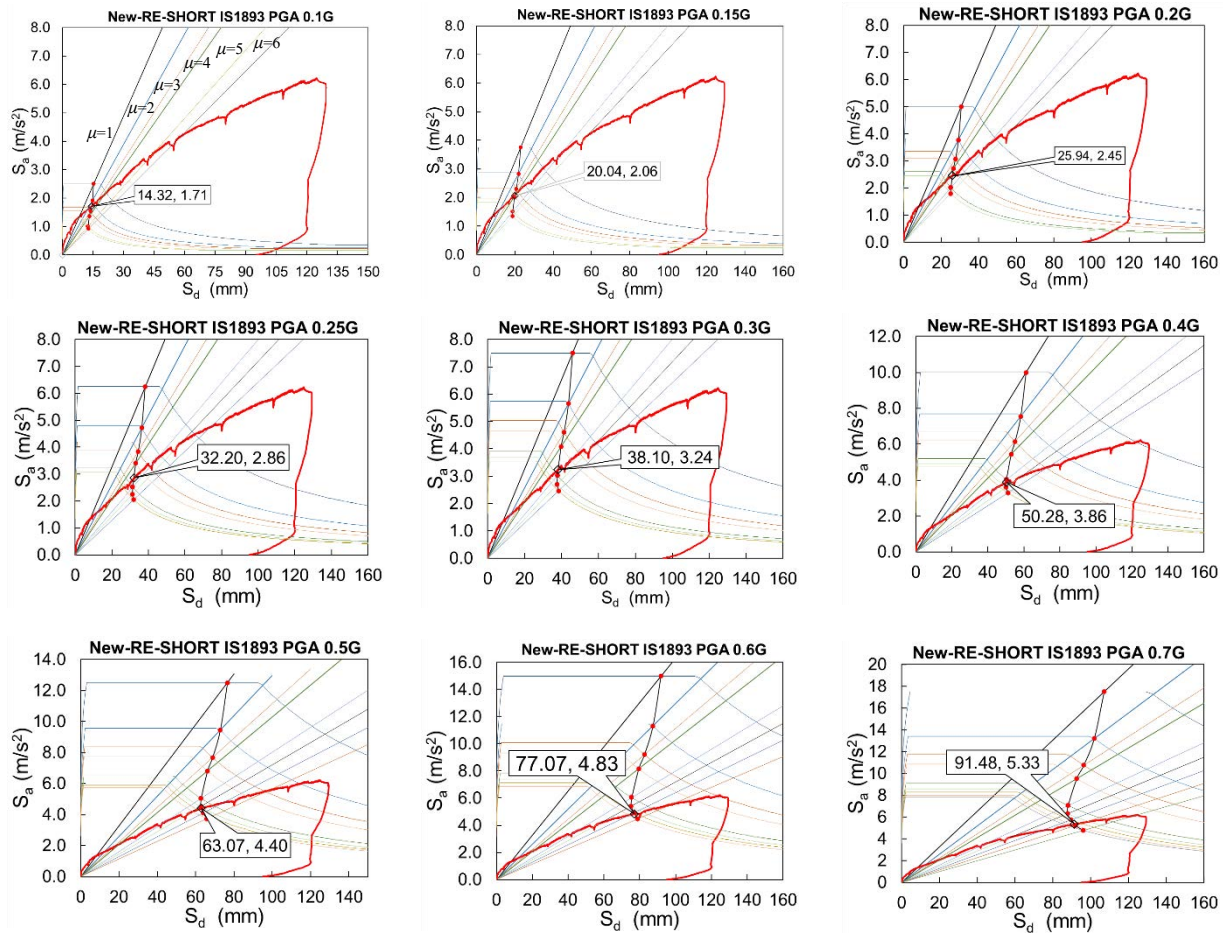 New-RE-SHORT IS1893 PGA 0.1G
8.0
7.0
6.0
5.0
4.0
3.0
2.0
1.0
0.0
Sa (m/s²)
μ=1
μ=2
μ=3
μ=4
μ=5
μ=6
14.32, 1.71
0 15 30 45 60 75 90 105 120 135 150
Sd (mm)
New-RE-SHORT IS1893 PGA 0.15G
8.0
7.0
6.0
5.0
4.0
3.0
2.0
1.0
0.0
Sa (m/s²)
20.04, 2.06
0 20 40 60 80 100 120 140 160
Sd (mm)
New-RE-SHORT IS1893 PGA 0.2G
8.0
7.0
6.0
5.0
4.0
3.0
2.0
1.0
0.0
Sa (m/s²)
25.94, 2.45
0 20 40 60 80 100 120 140 160
Sd (mm)
New-RE-SHORT IS1893 PGA 0.25G
8.0
7.0
6.0
5.0
4.0
3.0
2.0
1.0
0.0
Sa (m/s²)
32.20, 2.86
0 20 40 60 80 100 120 140 160
Sd (mm)
New-RE-SHORT IS1893 PGA 0.3G
8.0
7.0
6.0
5.0
4.0
3.0
2.0
1.0
0.0
Sa (m/s²)
38.10, 3.24
0 20 40 60 80 100 120 140 160
Sd (mm)
New-RE-SHORT IS1893 PGA 0.4G
12.0
10.0
8.0
6.0
4.0
2.0
0.0
Sa (m/s²)
50.28, 3.86
0 20 40 60 80 100 120 140 160
Sd (mm)
New-RE-SHORT IS1893 PGA 0.5G
14.0
12.0
10.0
8.0
6.0
4.0
2.0
0.0
Sa (m/s²)
63.07, 4.40
0 20 40 60 80 100 120 140 160
Sd (mm)
New-RE-SHORT IS1893 PGA 0.6G
16.0
14.0
12.0
10.0
8.0
6.0
4.0
2.0
0.0
Sa (m/s²)
77.07, 4.83
0 20 40 60 80 100 120 140 160
Sd (mm)
New-RE-SHORT IS1893 PGA 0.7G
20
18
16
14
12
10
8
6
4
2
0
Sa (m/s²)
91.48, 5.33
0 20 40 60 80 100 120 140 160
Sd (mm)